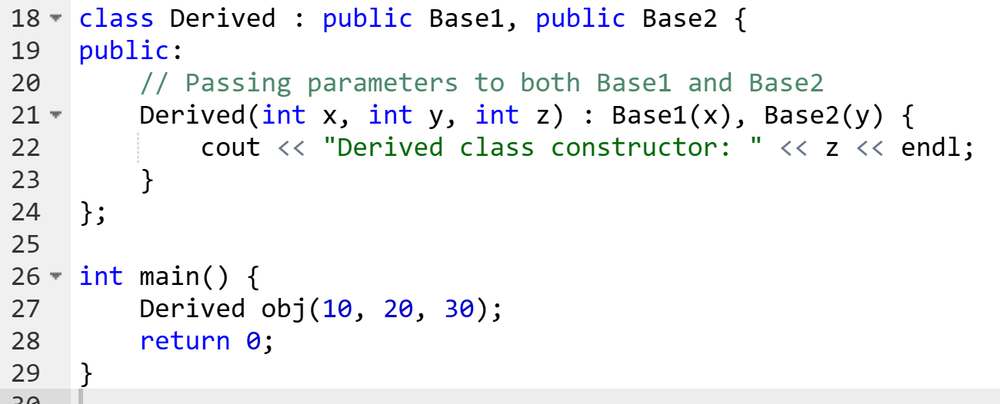 18 class Derived : public Base1, public Base2 {
19 public:
20     // Passing parameters to both Base1 and Base2
21     Derived(int x, int y, int z) : Base1(x), Base2(y) {
22         cout << "Derived class constructor: " << z << endl;
23     }
24 };
25
26 int main() {
27     Derived obj(10, 20, 30);
28     return 0;
29 }
30